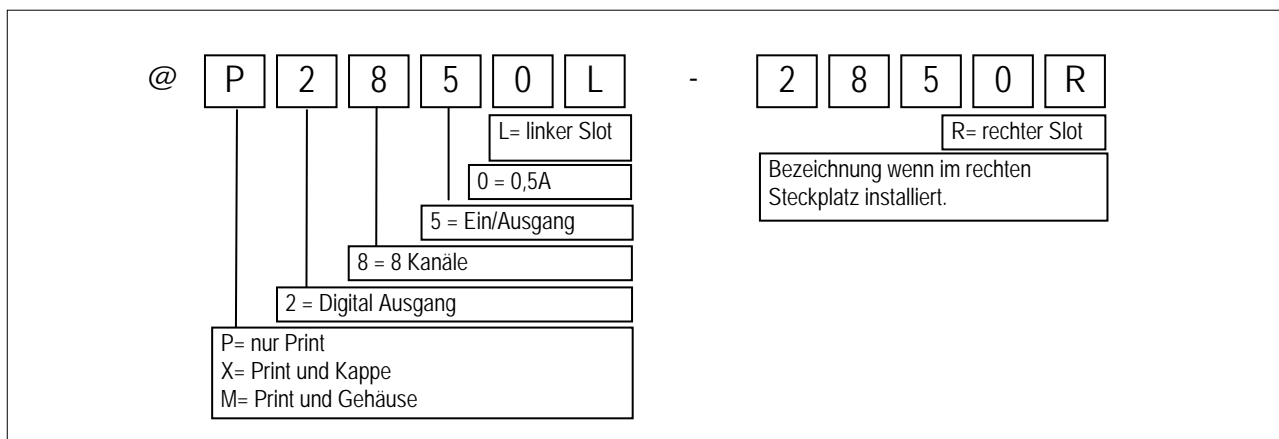 @ P 2 8 5 0 L - 2 8 5 0 R
L= linker Slot
R= rechter Slot
0 = 0,5A
Bezeichnung wenn im rechten
Steckplatz installiert.
5 = Ein/Ausgang
8 = 8 Kanäle
2 = Digital Ausgang
P= nur Print
X= Print und Kappe
M= Print und Gehäuse